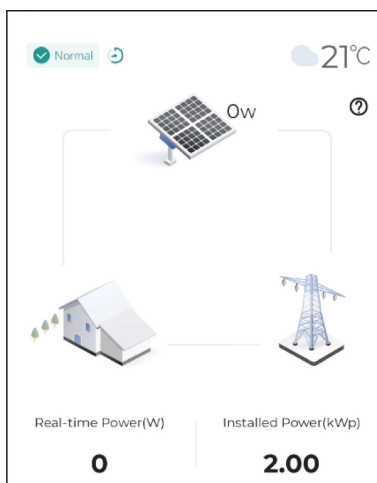 Normal
21°C
0w
Real-time Power(W)
Installed Power(kWp)
0
2.00